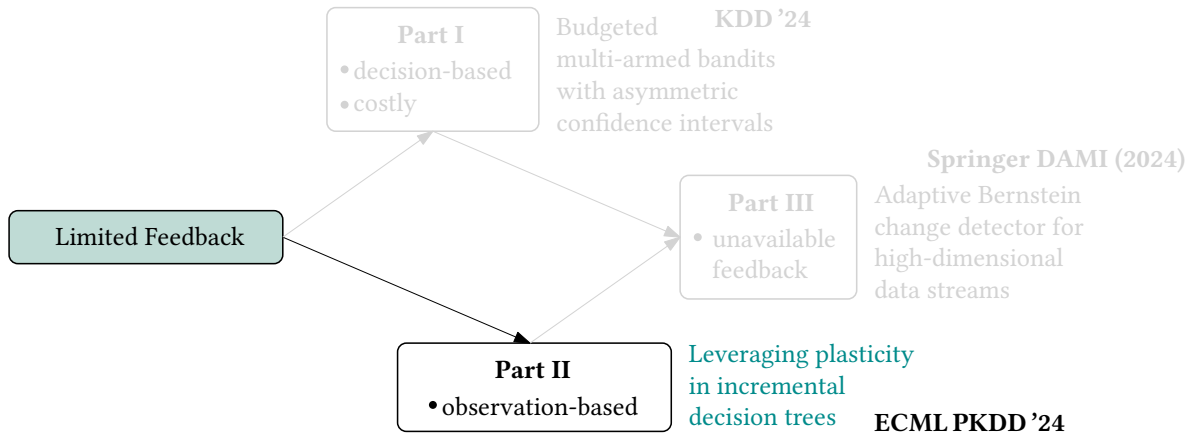 Part I
• decision-based
• costly
Budgeted
multi-armed bandits
with asymmetric
confidence intervals
KDD ’24
Limited Feedback
Springer DAMI (2024)
Part III
• unavailable
feedback
Adaptive Bernstein
change detector for
high-dimensional
data streams
Part II
• observation-based
Leveraging plasticity
in incremental
decision trees
ECML PKDD ’24